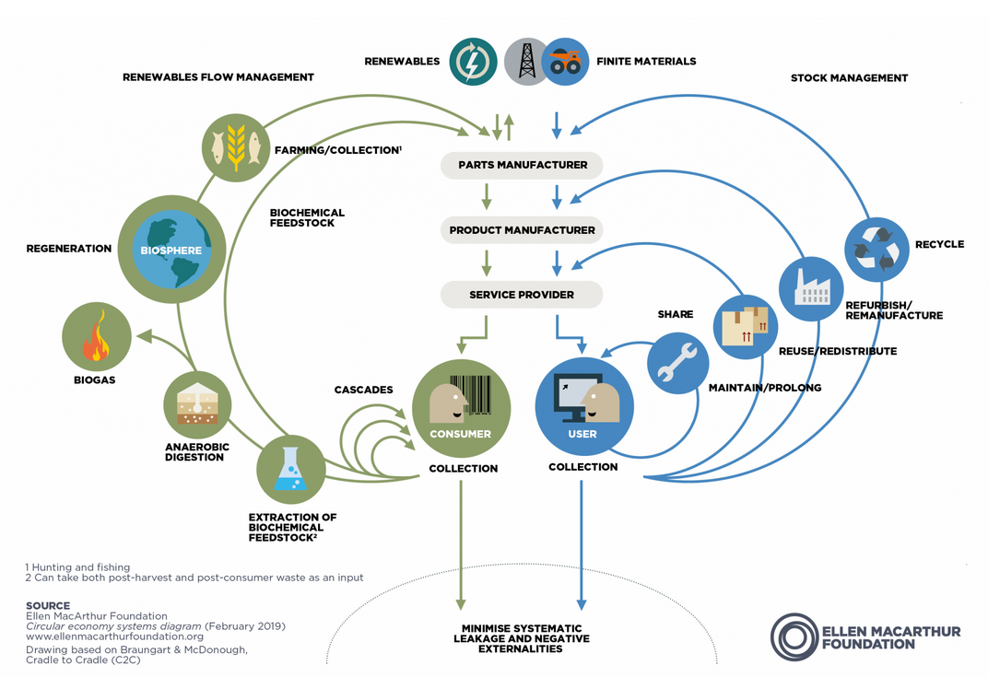 RENEWABLES
FINITE MATERIALS
RENEWABLES FLOW MANAGEMENT
STOCK MANAGEMENT
FARMING/COLLECTION¹
PARTS MANUFACTURER
BIOCHEMICAL
FEEDSTOCK
PRODUCT MANUFACTURER
REGENERATION
BIOSPHERE
RECYCLE
SERVICE PROVIDER
SHARE
REFURBISH/
REMANUFACTURE
REUSE/REDISTRIBUTE
BIOGAS
CASCADES
MAINTAIN/PROLONG
CONSUMER
USER
ANAEROBIC
DIGESTION
COLLECTION
COLLECTION
EXTRACTION OF
BIOCHEMICAL
FEEDSTOCK²
1 Hunting and fishing
2 Can take both post-harvest and post-consumer waste as an input
SOURCE
Ellen MacArthur Foundation
Circular economy systems diagram (February 2019)
www.ellenmacarthurfoundation.org
Drawing based on Braungart & McDonough,
Cradle to Cradle (C2C)
MINIMISE SYSTEMATIC
LEAKAGE AND NEGATIVE
EXTERNALITIES
ELLEN MACARTHUR
FOUNDATION